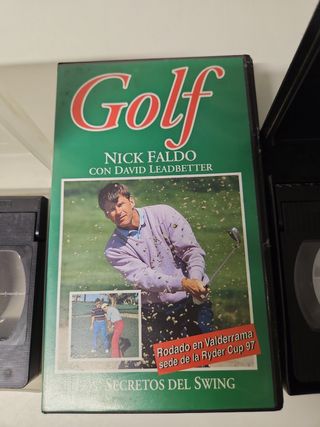 Golf
NICK FALDO
CON DAVID LEADBETTER
Rodado en Valderrama
sede de la Ryder Cup 97
SECRETOS DEL SWING